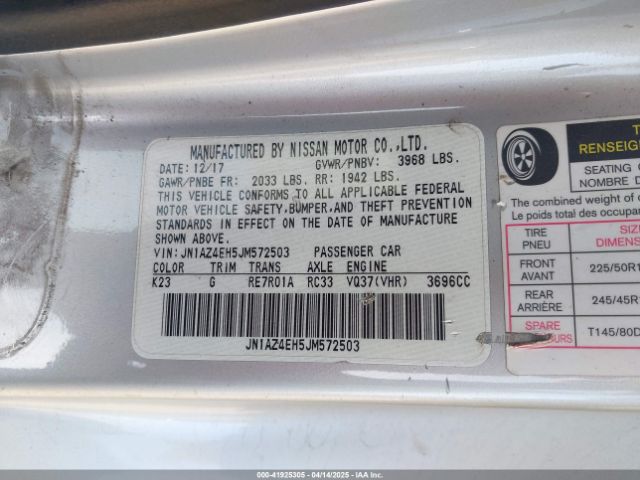 MANUFACTURED BY NISSAN MOTOR CO.,LTD.
DATE: 12/17 GVWR/PNBV: 3968 LBS.
GAWR/PNBE FR: 2033 LBS. RR: 1942 LBS.
THIS VEHICLE CONFORMS TO ALL APPLICABLE FEDERAL
MOTOR VEHICLE SAFETY,BUMPER,AND THEFT PREVENTION
STANDARDS IN EFFECT ON THE DATE OF MANUFACTURE
SHOWN ABOVE.
VIN: JN1AZ4EH5JM572503 PASSENGER CAR
COLOR TRIM TRANS AXLE ENGINE
K23 G RE7R01A RC33 VQ37(VHR) 3696CC
JN1AZ4EH5JM572503
RENSEIGNE
SEATING
NOMBRE D
The combined weight of
Le poids total des occupa
TIRE
PNEU
DIMENS
FRONT
AVANT
225/50R1
REAR
ARRIÈRE
245/45R1
SPARE
T145/80D
000-41925305 - 04/14/2025 - IAA Inc.